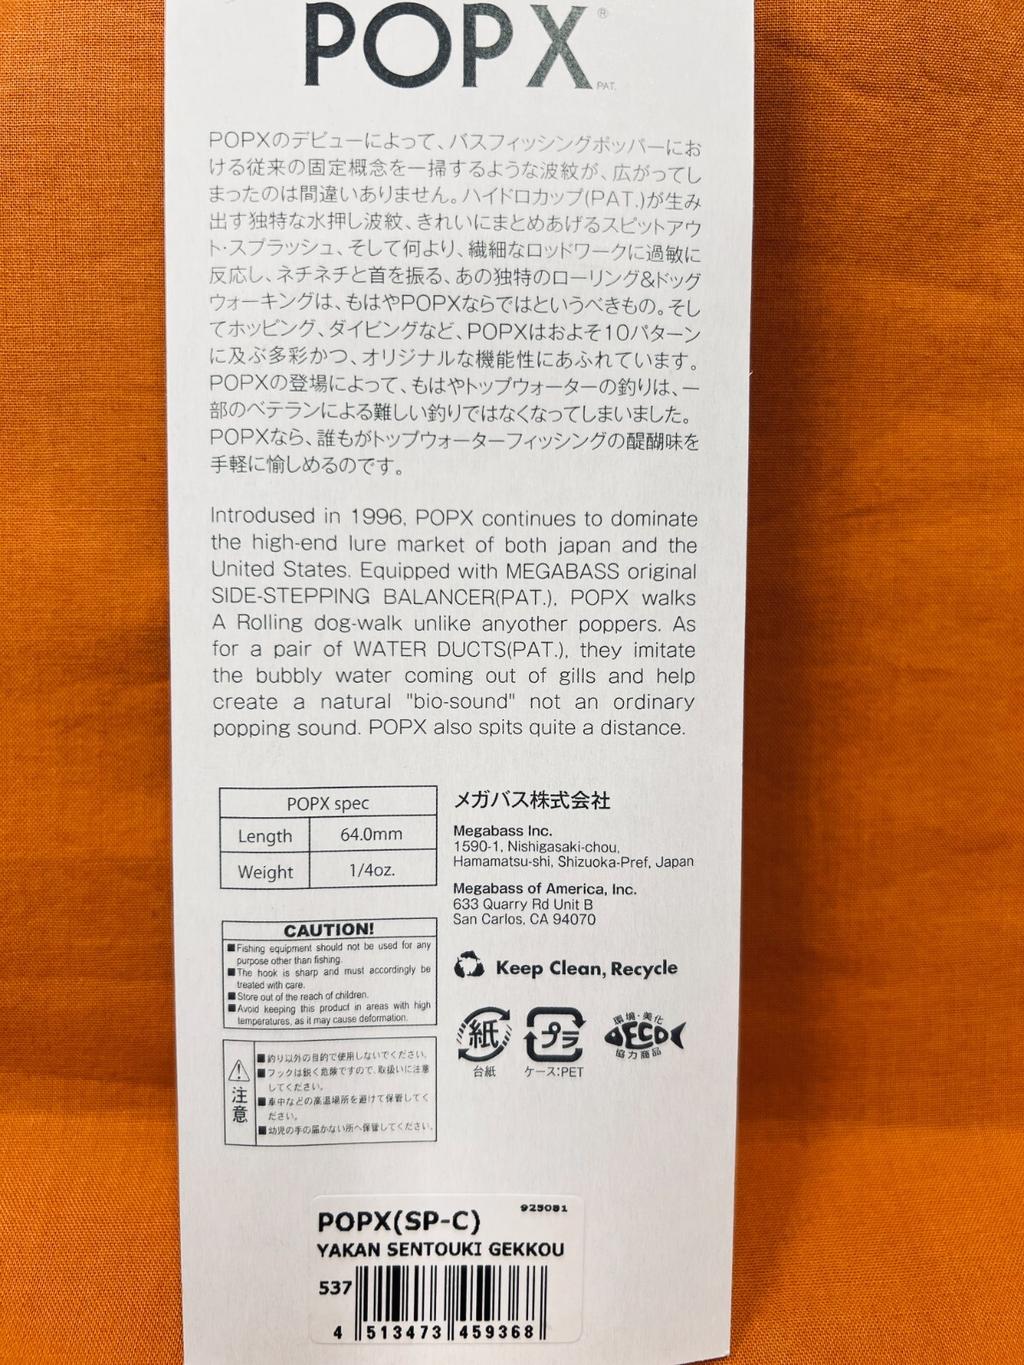 POPX®
PAT.
POPXのデビューによって、バスフィッシングポッパーにお
ける従来の固定概念を一掃するような波紋が、広がってし
まったのは間違いありません。ハイドロカップ(PAT.)が生み
出す独特な水押し波紋、きれいにまとめあげるスピットアウ
ト・スプラッシュ、そして何より、繊細なロッドワークに過敏に
反応し、ネチネチと首を振る、あの独特のローリング&ドッグ
ウォーキングは、もはやPOPXならではというべきもの。そし
てホッピング、ダイビングなど、POPXはおよそ10パターン
に及ぶ多彩かつ、オリジナルな機能性にあふれています。
POPXの登場によって、もはやトップウォーターの釣りは、一
部のベテランによる難しい釣りではなくなってしまいました。
POPXなら、誰もがトップウォーターフィッシングの醍醐味を
手軽に愉しめるのです。
Introdused in 1996, POPX continues to dominate
the high-end lure market of both japan and the
United States. Equipped with MEGABASS original
SIDE-STEPPING BALANCER(PAT.), POPX walks
A Rolling dog-walk unlike anyother poppers. As
for a pair of WATER DUCTS(PAT.), they imitate
the bubbly water coming out of gills and help
create a natural "bio-sound" not an ordinary
popping sound. POPX also spits quite a distance.
POPX spec
Length 64.0mm
Weight 1/4oz.
CAUTION!
■Fishing equipment should not be used for any
purpose other than fishing.
■The hook is sharp and must accordingly be
treated with care.
■Store out of the reach of children.
■Avoid keeping this product in areas with high
temperatures, as it may cause deformation.
注意
■釣り以外の目的で使用しないでください。
■フックは鋭く危険ですので、取扱いに注意
してください。
■車中などの高温場所を避けて保管してく
ださい。
■幼児の手の届かない所へ保管してください。
メガバス株式会社
Megabass Inc.
1590-1, Nishigasaki-chou,
Hamamatsu-shi, Shizuoka-Pref, Japan
Megabass of America, Inc.
633 Quarry Rd Unit B
San Carlos, CA 94070
Keep Clean, Recycle
紙
台紙
プラ
ケース:PET
環境・美化
ECO
協力商品
925081
POPX(SP-C)
YAKAN SENTOUKI GEKKOU
537
4 513473 459368